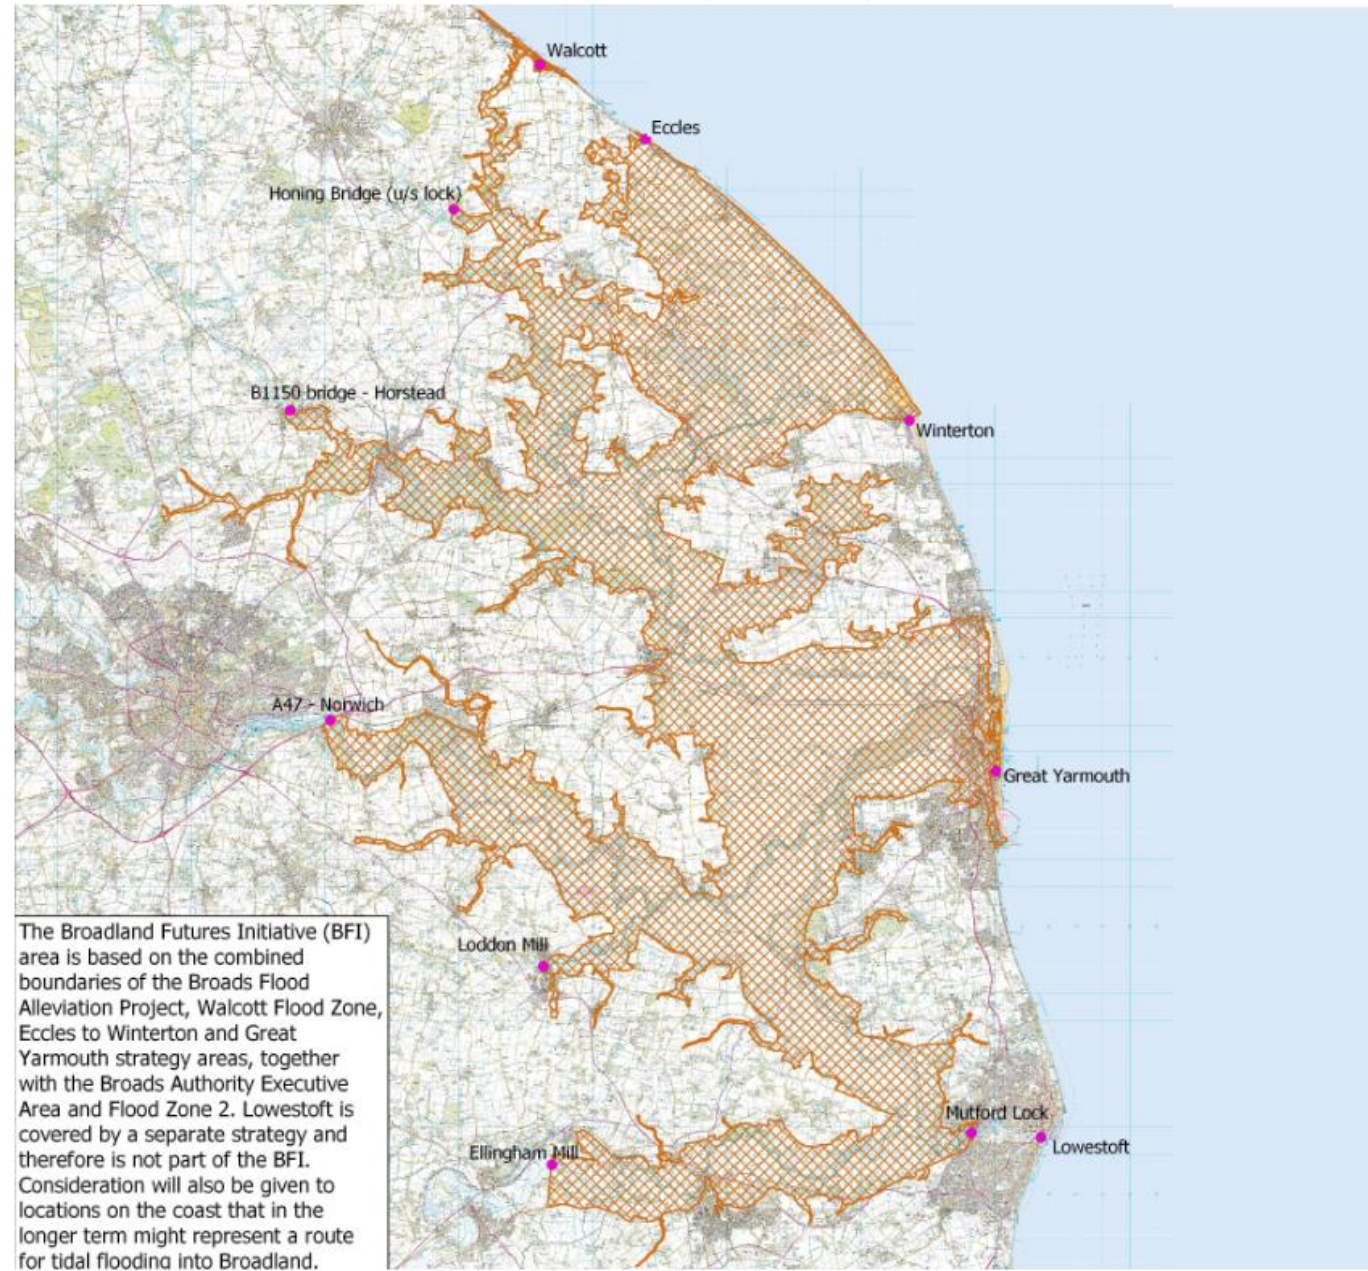 Walcott
Eccles
Honing Bridge (u/s lock)
B1150 bridge - Horstead
Winterton
A47 - Norwich
Great Yarmouth
Loddon Mill
Mutford Lock
Lowestoft
Ellingham Mill
The Broadland Futures Initiative (BFI)
area is based on the combined
boundaries of the Broads Flood
Alleviation Project, Walcott Flood Zone,
Eccles to Winterton and Great
Yarmouth strategy areas, together
with the Broads Authority Executive
Area and Flood Zone 2. Lowestoft is
covered by a separate strategy and
therefore is not part of the BFI.
Consideration will also be given to
locations on the coast that in the
longer term might represent a route
for tidal flooding into Broadland.